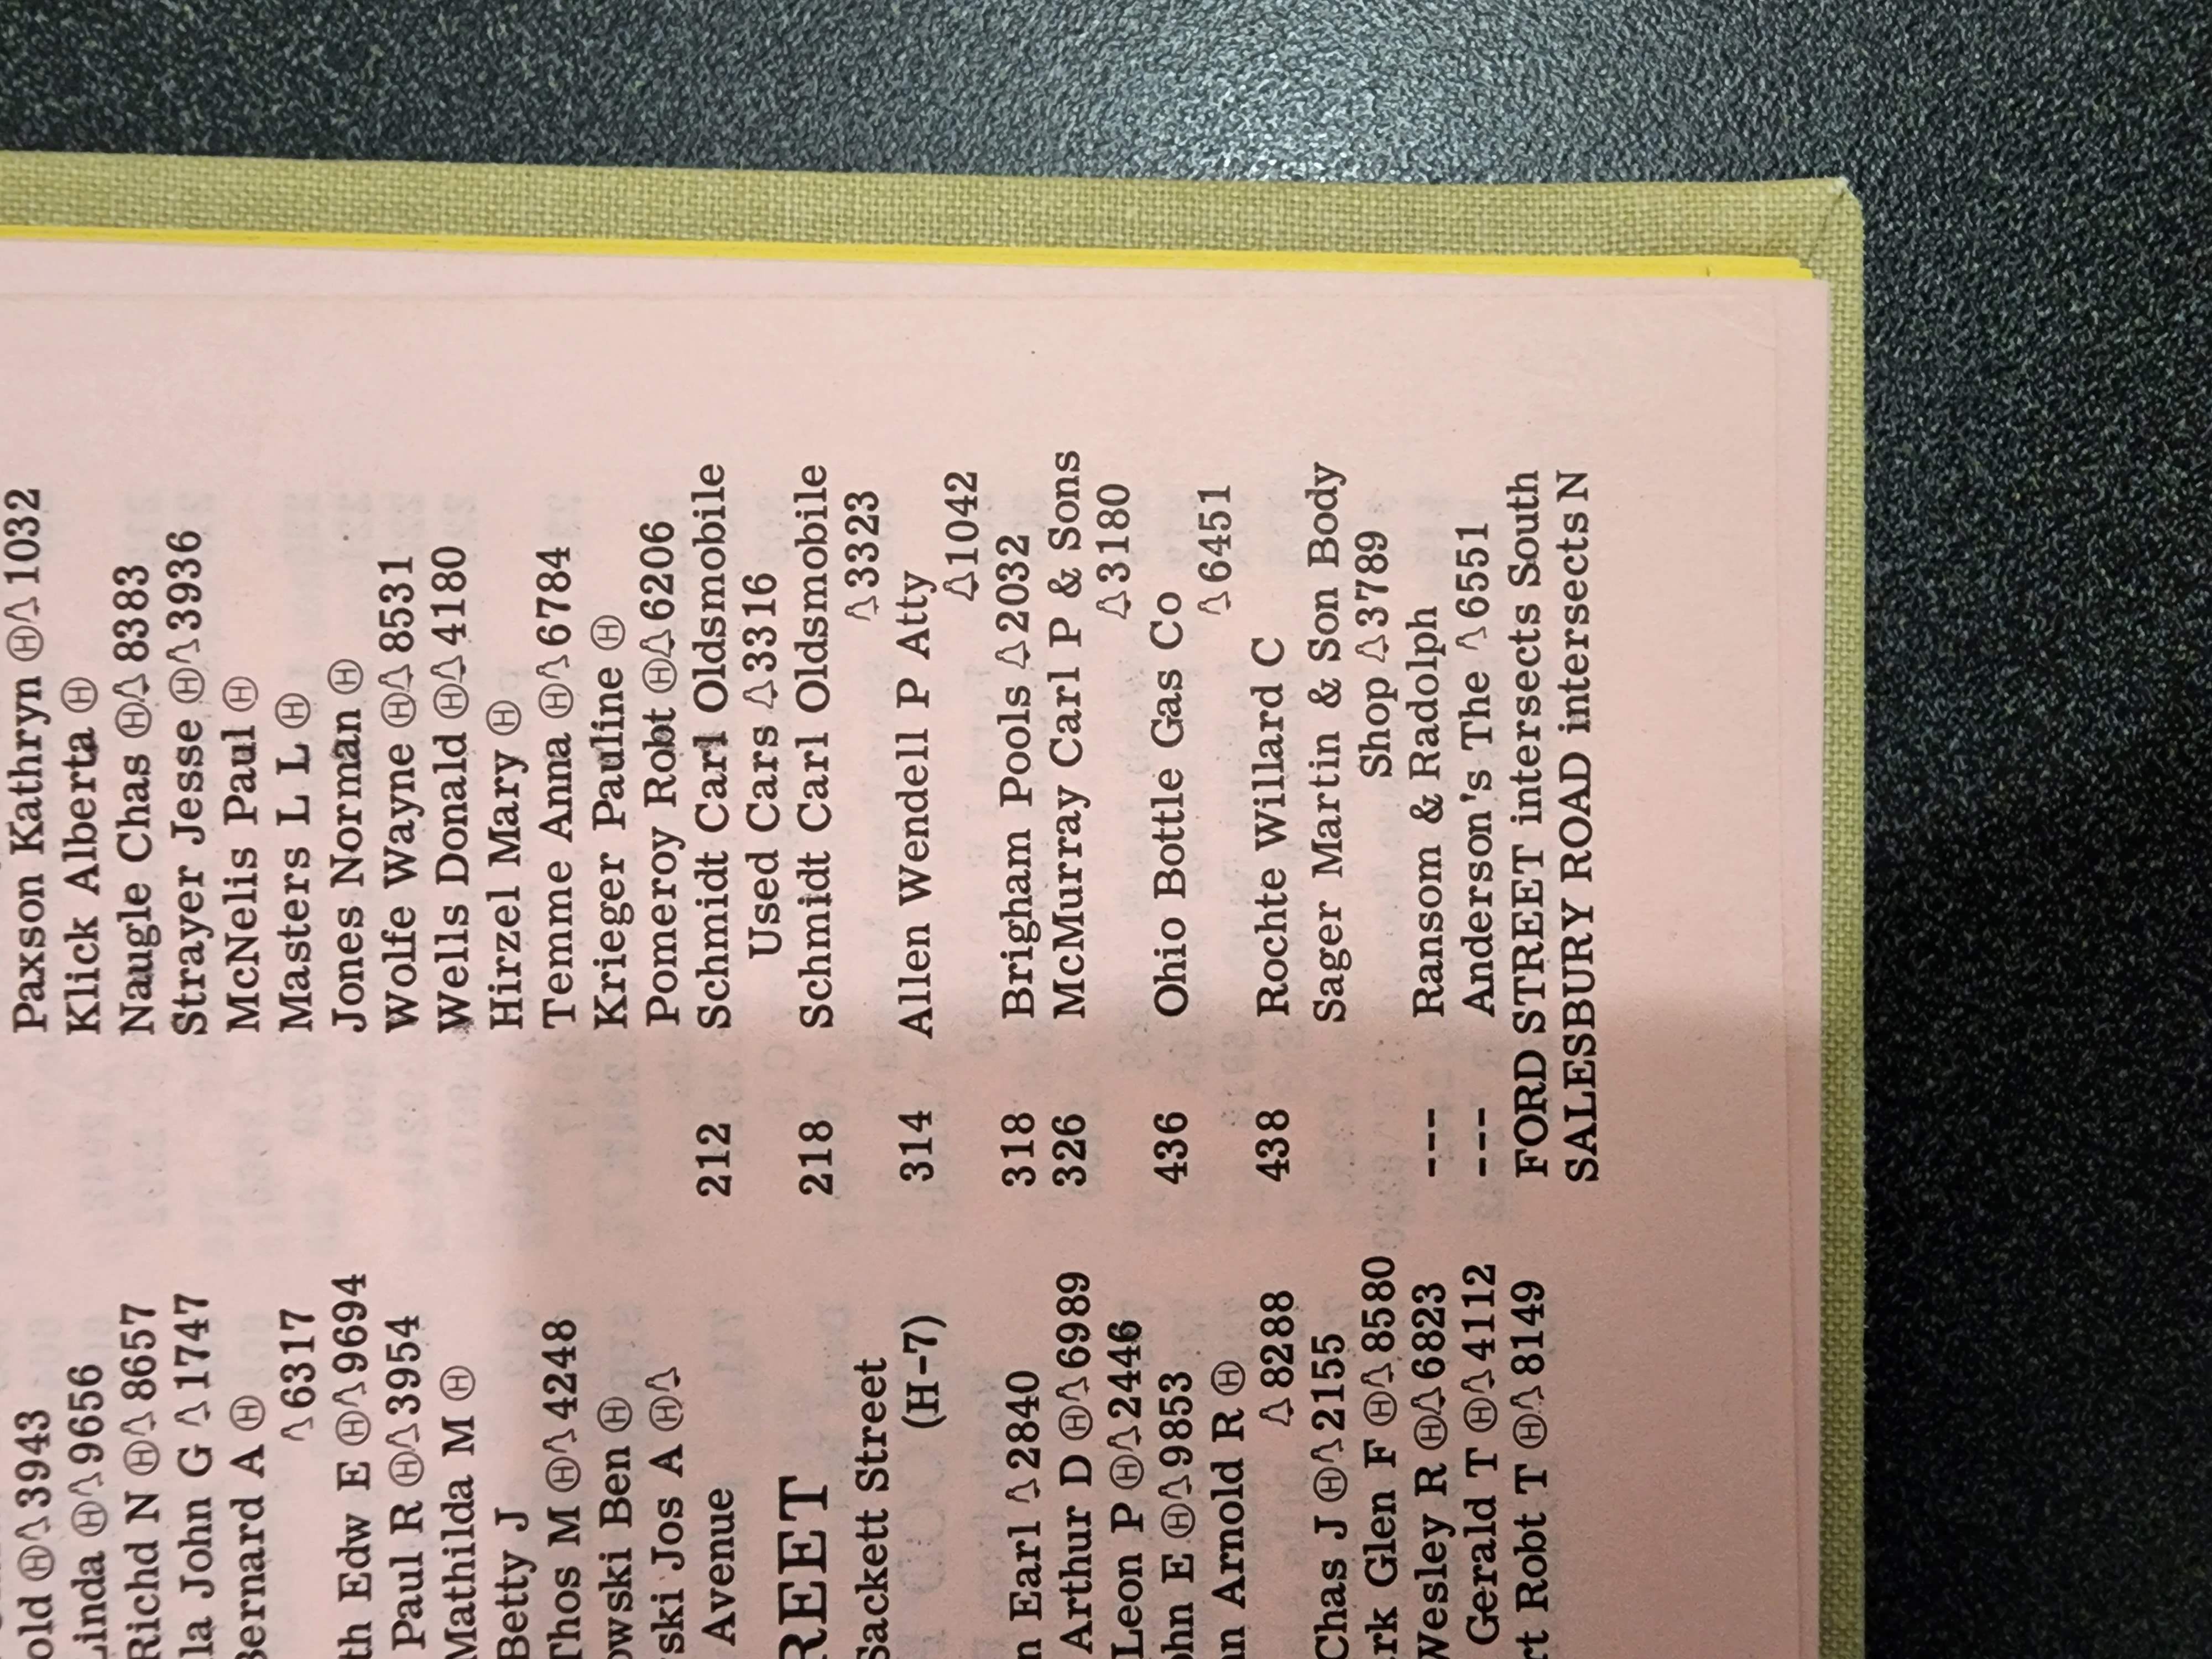 old Ⓗ△3943
Linda Ⓗ△9656
Richd N Ⓗ△8657
la John G △1747
Bernard A Ⓗ
△6317
th Edw E Ⓗ△9694
Paul R Ⓗ△3954
Mathilda M Ⓗ
Betty J
Thos M Ⓗ△4248
owski Ben Ⓗ
ski Jos A Ⓗ△
Avenue
REET
Sackett Street
(H-7)
n Earl △2840
Arthur D Ⓗ△6989
Leon P Ⓗ△2446
ohn E Ⓗ△9853
an Arnold R Ⓗ
△8288
Chas J Ⓗ△2155
rk Glen F Ⓗ△8580
Wesley R Ⓗ△6823
Gerald T Ⓗ△4112
rt Robt T Ⓗ△8149
Paxson Kathryn Ⓗ△1032
Klick Alberta Ⓗ
Naugle Chas Ⓗ△8383
Strayer Jesse Ⓗ△3936
McNelis Paul Ⓗ
Masters L L Ⓗ
Jones Norman Ⓗ
Wolfe Wayne Ⓗ△8531
Wells Donald Ⓗ△4180
Hirzel Mary Ⓗ
Temme Anna Ⓗ△6784
Krieger Pauline Ⓗ
Pomeroy Robt Ⓗ△6206
212 Schmidt Carl Oldsmobile
Used Cars △3316
218 Schmidt Carl Oldsmobile
△3323
314 Allen Wendell P Atty
△1042
318 Brigham Pools △2032
326 McMurray Carl P & Sons
△3180
436 Ohio Bottle Gas Co
△6451
438 Rochte Willard C
Sager Martin & Son Body
Shop △3789
--- Ransom & Radolph
--- Anderson's The △6551
FORD STREET intersects South
SALESBURY ROAD intersects N